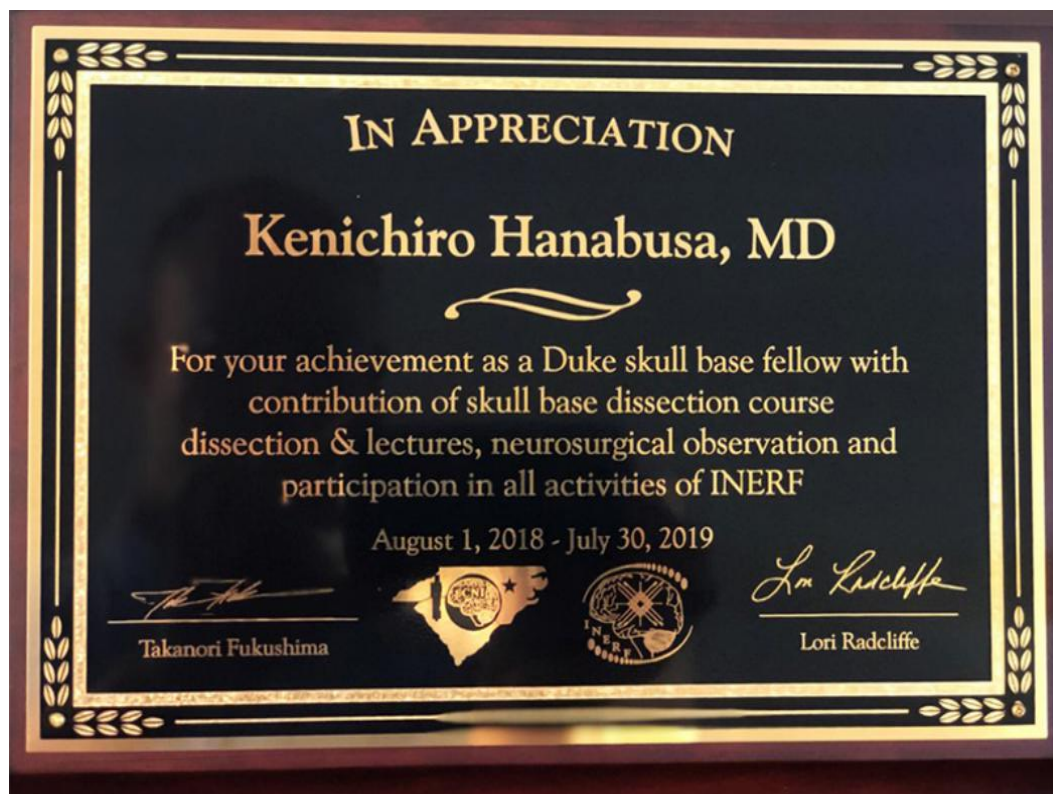 IN APPRECIATION
Kenichiro Hanabusa, MD
For your achievement as a Duke skull base fellow with
contribution of skull base dissection course
dissection & lectures, neurosurgical observation and
participation in all activities of INERF
August 1, 2018 - July 30, 2019
Lori Radcliffe
CNI
INERF
Takanori Fukushima
Lori Radcliffe